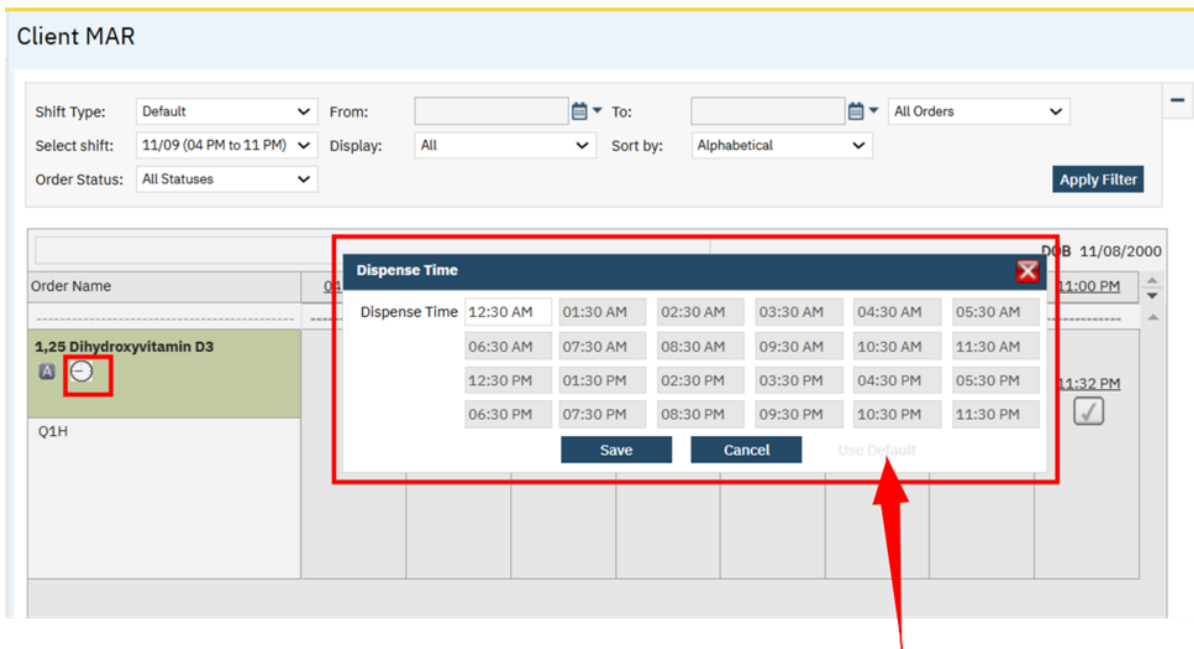 Client MAR
Shift Type: Default From: To: All Orders
Select shift: 11/09 (04 PM to 11 PM) Display: All Sort by: Alphabetical
Order Status: All Statuses Apply Filter
DOB 11/08/2000
Dispense Time
Order Name 04 11:00 PM
Dispense Time 12:30 AM 01:30 AM 02:30 AM 03:30 AM 04:30 AM 05:30 AM
1,25 Dihydroxyvitamin D3 06:30 AM 07:30 AM 08:30 AM 09:30 AM 10:30 AM 11:30 AM
A 12:30 PM 01:30 PM 02:30 PM 03:30 PM 04:30 PM 05:30 PM 11:32 PM
06:30 PM 07:30 PM 08:30 PM 09:30 PM 10:30 PM 11:30 PM
Q1H
Save Cancel Use Default